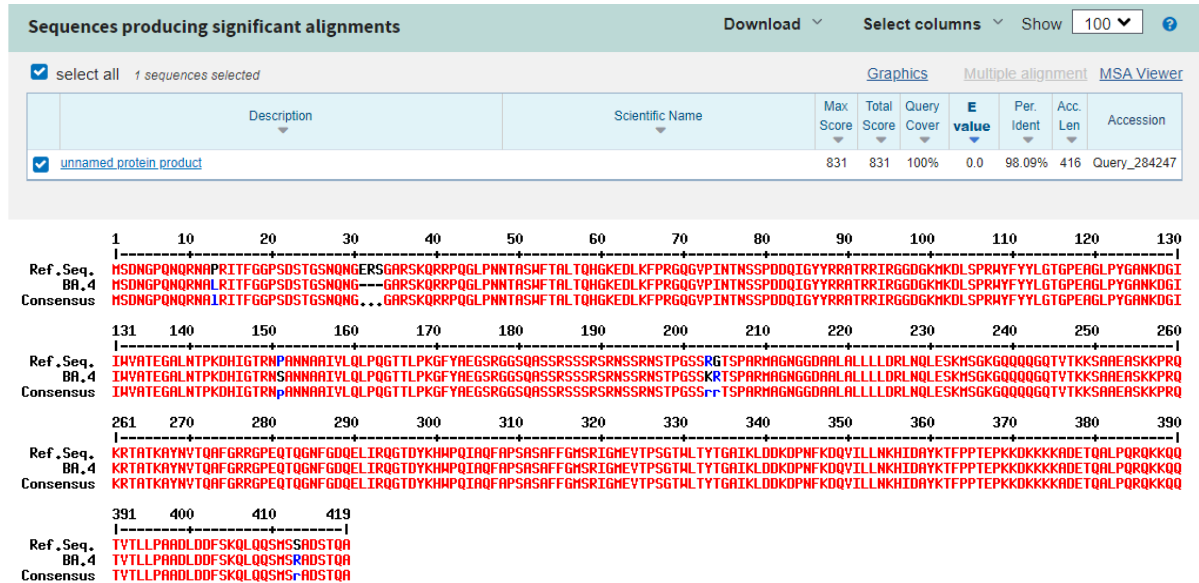 Sequences producing significant alignments Download Select columns Show 100 ?
select all 1 sequences selected Graphics Multiple alignment MSA Viewer
Description Scientific Name Max Score Total Score Query Cover E value Per. Ident Acc. Len Accession
unnamed protein product 831 831 100% 0.0 98.09% 416 Query_284247
1 10 20 30 40 50 60 70 80 90 100 110 120 130
Ref.Seq. MSDNGPQNQRNAPRITFGGPSDSTGSNQNGERSGARSKQRRPQGLPNNTASWFTALTQHGKEDLKFPRGQGVPINTNSSPDDQIGYYRRATRRIRGGDGKMKDLSPRWYFYYLGTGPEAGLPYGANKDGI
BA.4 MSDNGPQNQRNALRITFGGPSDSTGSNQNG---GARSKQRRPQGLPNNTASWFTALTQHGKEDLKFPRGQGVPINTNSSPDDQIGYYRRATRRIRGGDGKMKDLSPRWYFYYLGTGPEAGLPYGANKDGI
Consensus MSDNGPQNQRNAlRITFGGPSDSTGSNQNG...GARSKQRRPQGLPNNTASWFTALTQHGKEDLKFPRGQGVPINTNSSPDDQIGYYRRATRRIRGGDGKMKDLSPRWYFYYLGTGPEAGLPYGANKDGI
131 140 150 160 170 180 190 200 210 220 230 240 250 260
Ref.Seq. IWVATEGALNTPKDHIGTRNPANNAAIVLQLPQGTTLPKGFYAEGSRGGSQASSRSSSRSRNSSRNSTPGSSRGTSPARMAGNGGDAALALLLLDRLNQLESKMSGKGQQQQGQTVTKKSAAEASKKPRQ
BA.4 IWVATEGALNTPKDHIGTRNSANNAAIVLQLPQGTTLPKGFYAEGSRGGSQASSRSSSRSRNSSRNSTPGSSKRTSPARMAGNGGDAALALLLLDRLNQLESKMSGKGQQQQGQTVTKKSAAEASKKPRQ
Consensus IWVATEGALNTPKDHIGTRNpANNAAIVLQLPQGTTLPKGFYAEGSRGGSQASSRSSSRSRNSSRNSTPGSSrrTSPARMAGNGGDAALALLLLDRLNQLESKMSGKGQQQQGQTVTKKSAAEASKKPRQ
261 270 280 290 300 310 320 330 340 350 360 370 380 390
Ref.Seq. KRTATKAYNVTQAFGRRGPEQTQGNFGDQELIRQGTDYKHWPQIAQFAPSASAFFGMSRIGMEVTPSGTWLTYTGAIKLDDKDPNFKDQVILLNKHIDAYKTFPPTEPKKDKKKKADETQALPQRQKKQQ
BA.4 KRTATKAYNVTQAFGRRGPEQTQGNFGDQELIRQGTDYKHWPQIAQFAPSASAFFGMSRIGMEVTPSGTWLTYTGAIKLDDKDPNFKDQVILLNKHIDAYKTFPPTEPKKDKKKKADETQALPQRQKKQQ
Consensus KRTATKAYNVTQAFGRRGPEQTQGNFGDQELIRQGTDYKHWPQIAQFAPSASAFFGMSRIGMEVTPSGTWLTYTGAIKLDDKDPNFKDQVILLNKHIDAYKTFPPTEPKKDKKKKADETQALPQRQKKQQ
391 400 410 419
Ref.Seq. TVTLLPAADLDDFSKQLQQSMSSADSTQA
BA.4 TVTLLPAADLDDFSKQLQQSMSRADSTQA
Consensus TVTLLPAADLDDFSKQLQQSMSrADSTQA